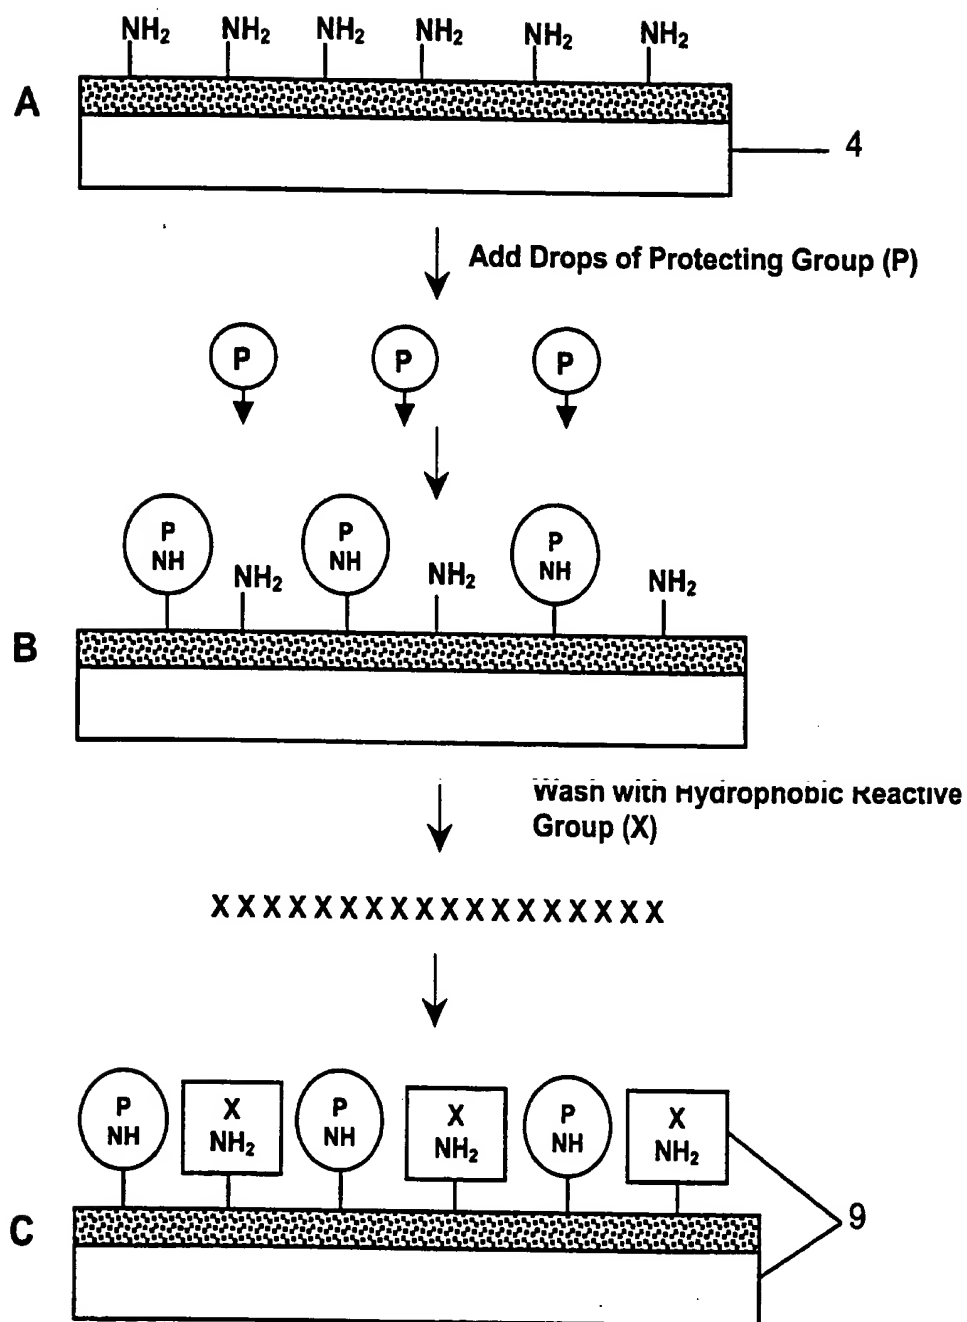 NH₂ NH₂ NH₂ NH₂ NH₂ NH₂
A
4
Add Drops of Protecting Group (P)
P P P
P P P
NH NH₂ NH NH₂ NH NH₂
B
Wash with Hydrophobic Reactive
Group (X)
X X X X X X X X X X X X X X X X X X
P X P X P X
NH NH₂ NH NH₂ NH NH₂
C
9